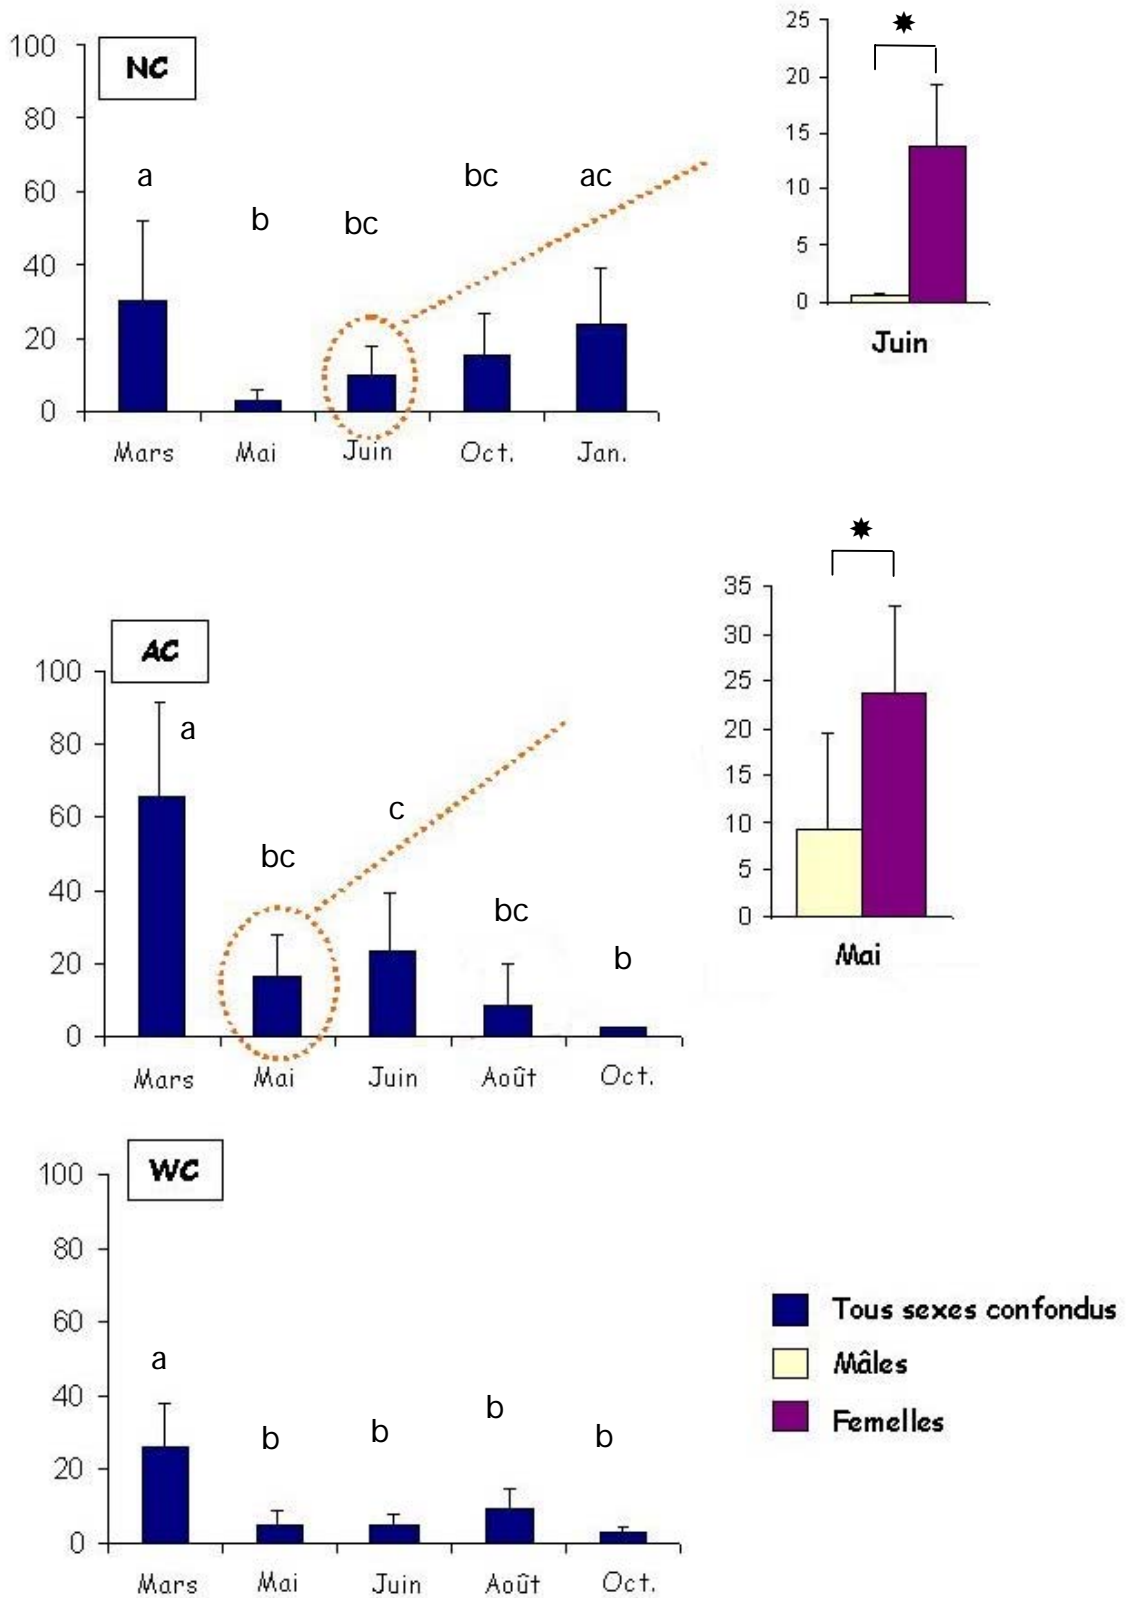 NC
100
80
60
40
20
0
a
b
bc
bc
ac
Mars Mai Juin Oct. Jan.
✸
25
20
15
10
5
0
Juin
AC
100
80
60
40
20
0
a
bc
c
bc
b
Mars Mai Juin Août Oct.
✸
35
30
25
20
15
10
5
0
Mai
WC
100
80
60
40
20
0
a
b
b
b
b
Mars Mai Juin Août Oct.
Tous sexes confondus
Mâles
Femelles